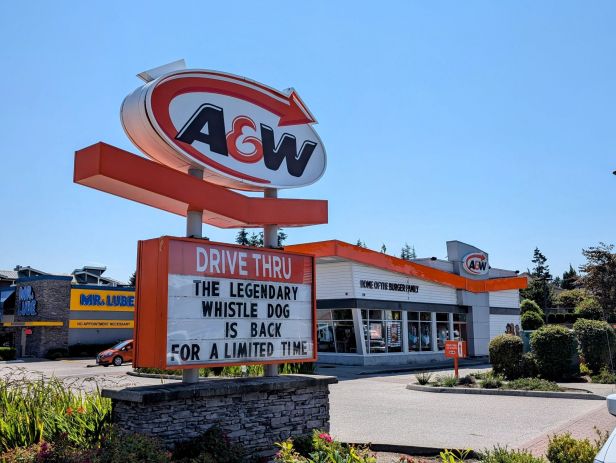 A&W
DRIVE THRU
THE LEGENDARY
WHISTLE DOG
IS BACK
FOR A LIMITED TIME
HOME OF THE BURGER FAMILY
A&W
MR. LUBE
NO APPOINTMENT NECESSARY